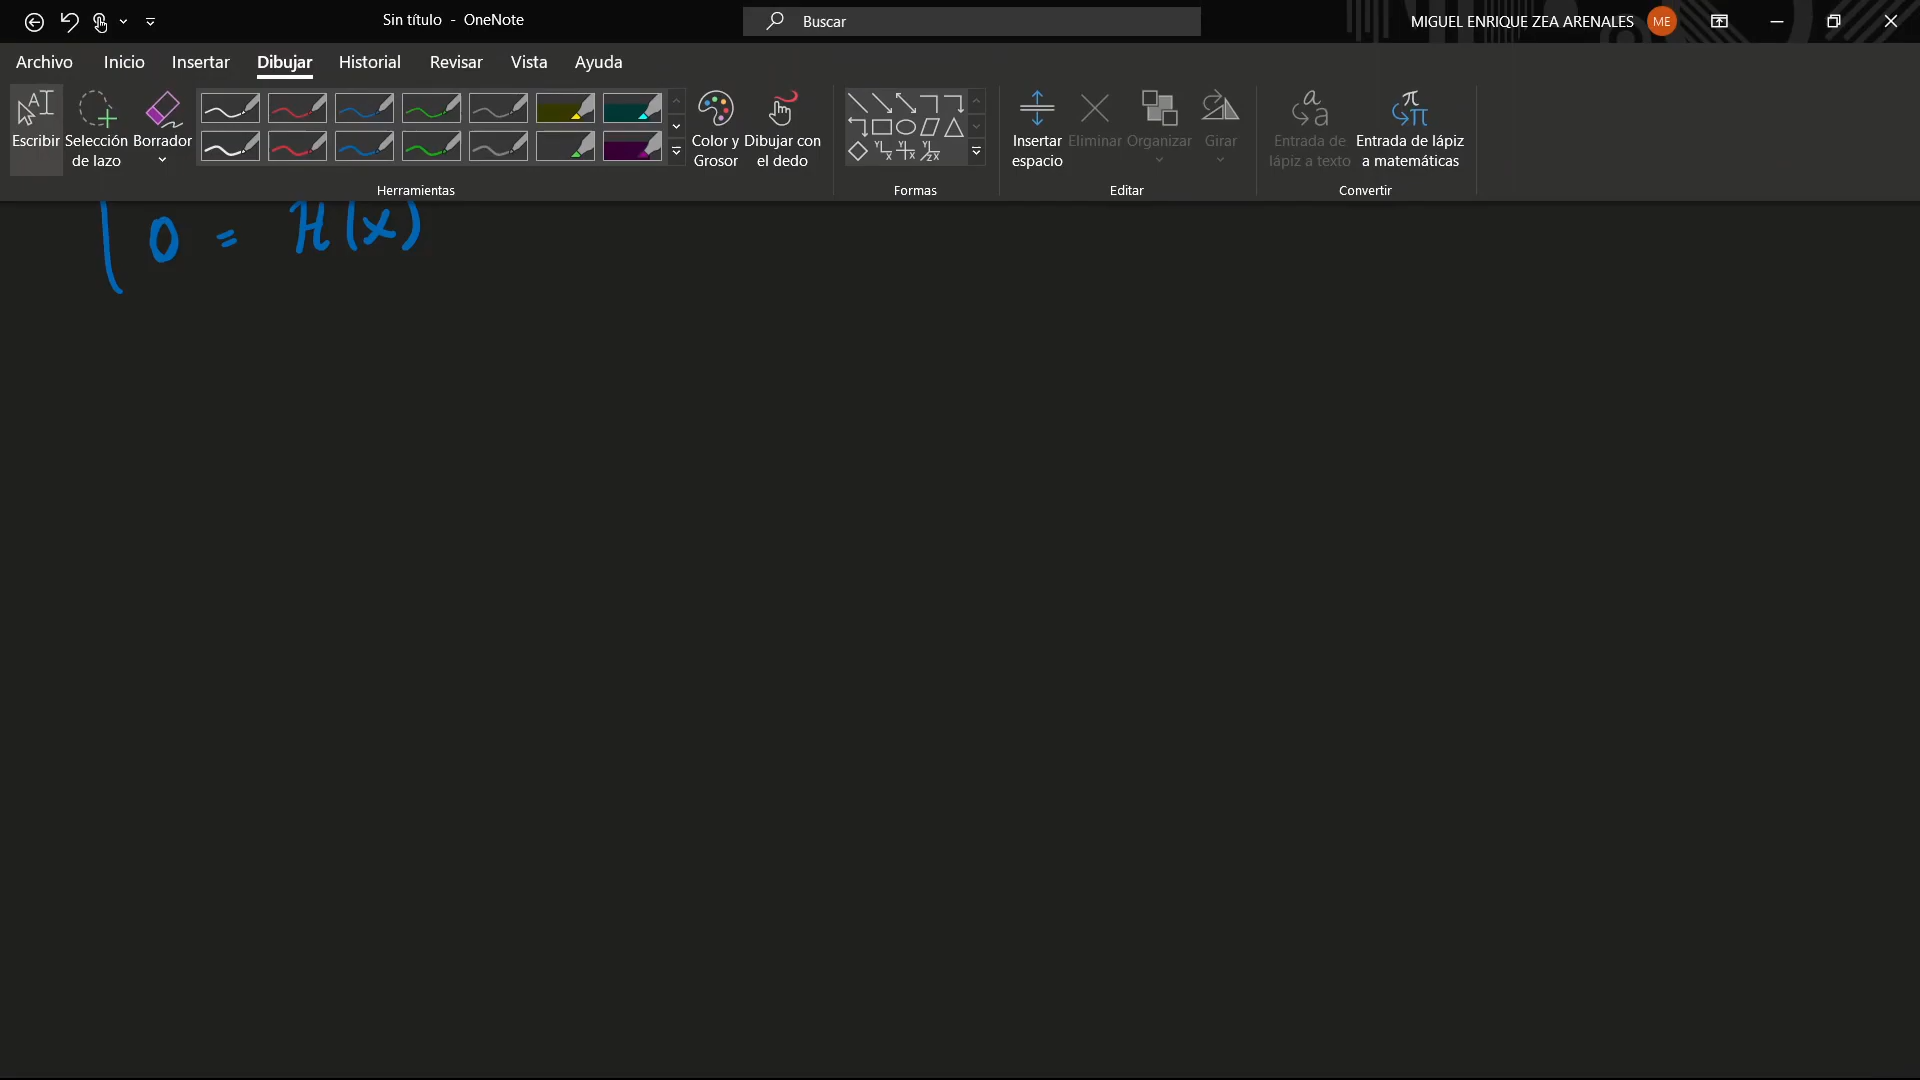 Sin título - OneNote
Buscar
MIGUEL ENRIQUE ZEA ARENALES
ME
Archivo Inicio Insertar Dibujar Historial Revisar Vista Ayuda
Escribir
Selección de lazo
Borrador
Color y Grosor
Dibujar con el dedo
Insertar espacio
Eliminar
Organizar
Girar
Entrada de lápiz a texto
Entrada de lápiz a matemáticas
Herramientas
Formas
Editar
Convertir
0 = H(x)